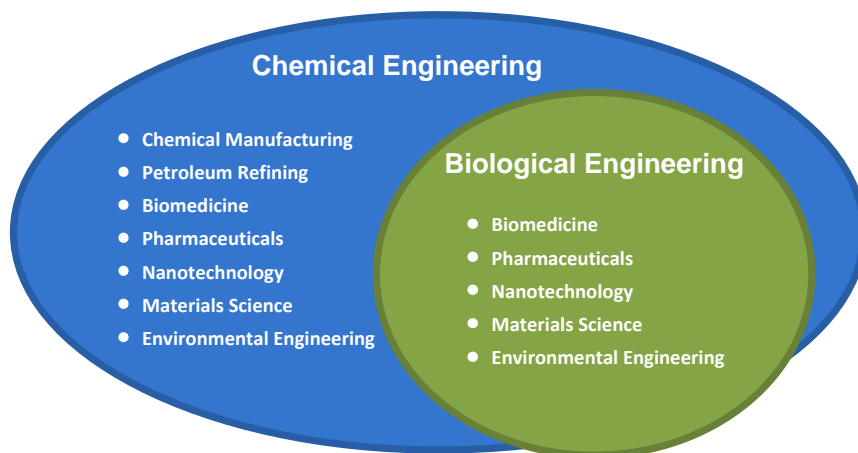 Chemical Engineering
• Chemical Manufacturing
• Petroleum Refining
• Biomedicine
• Pharmaceuticals
• Nanotechnology
• Materials Science
• Environmental Engineering
Biological Engineering
• Biomedicine
• Pharmaceuticals
• Nanotechnology
• Materials Science
• Environmental Engineering